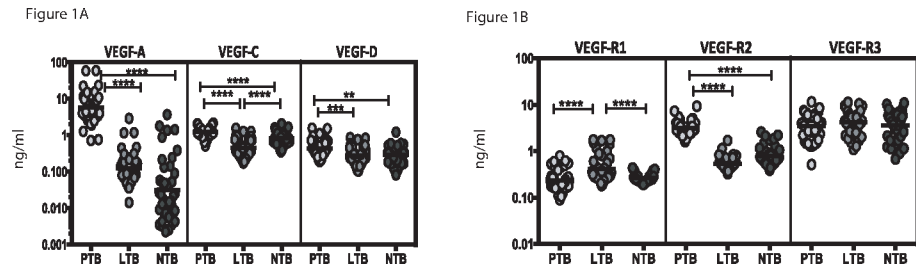 Figure 1A
VEGF-A VEGF-C VEGF-D
100
10
1
0.100
0.010
0.001
ng/ml
**** **** **** **** **** ** ***
PTB LTB NTB PTB LTB NTB PTB LTB NTB
Figure 1B
VEGF-R1 VEGF-R2 VEGF-R3
100
10
1
0.10
0.01
ng/ml
**** **** **** ****
PTB LTB NTB PTB LTB NTB PTB LTB NTB